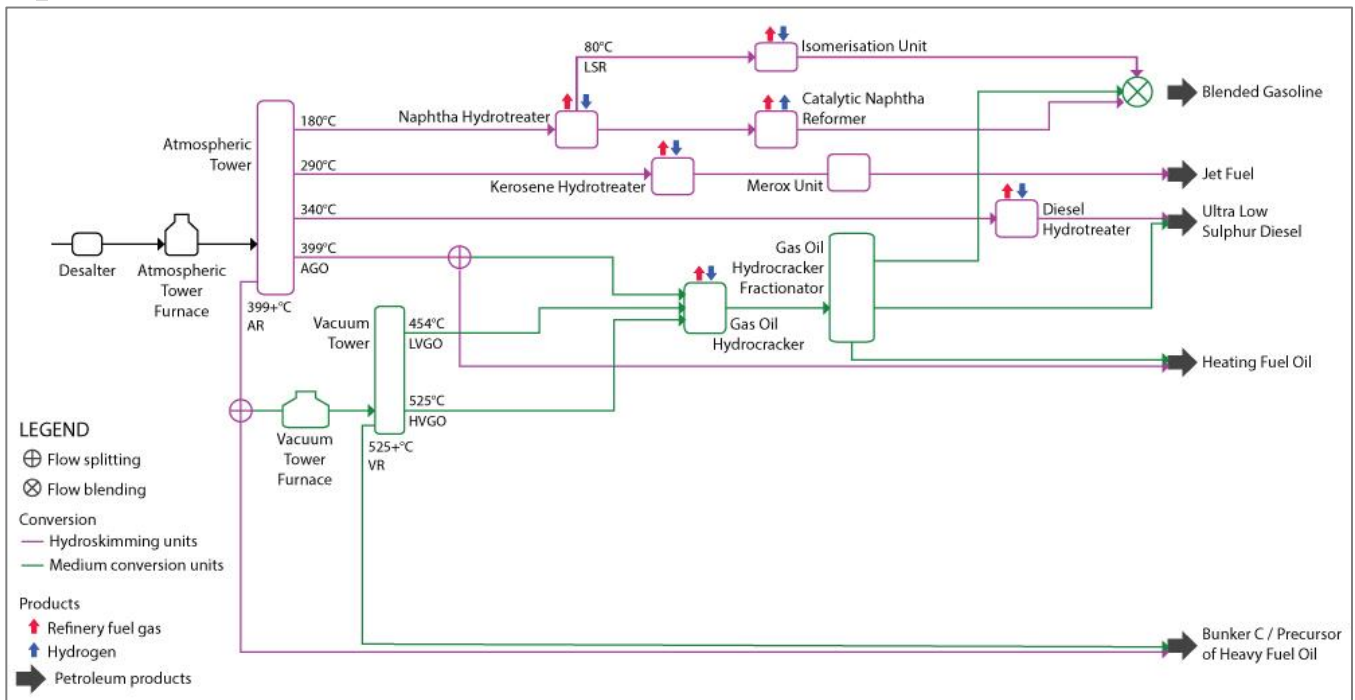 80°C
LSR
Isomerisation Unit
Naphtha Hydrotreater
Catalytic Naphtha
Reformer
Blended Gasoline
180°C
Atmospheric
Tower
290°C
Kerosene Hydrotreater
Merox Unit
Jet Fuel
340°C
Diesel
Hydrotreater
Ultra Low
Sulphur Diesel
399°C
AGO
Desalter
Atmospheric
Tower
Furnace
399+°C
AR
Gas Oil
Hydrocracker
Fractionator
Vacuum
Tower
454°C
LVGO
Gas Oil
Hydrocracker
Heating Fuel Oil
525°C
HVGO
Vacuum
Tower
Furnace
525+°C
VR
LEGEND
Flow splitting
Flow blending
Conversion
Hydroskimming units
Medium conversion units
Products
Refinery fuel gas
Hydrogen
Petroleum products
Bunker C / Precursor
of Heavy Fuel Oil